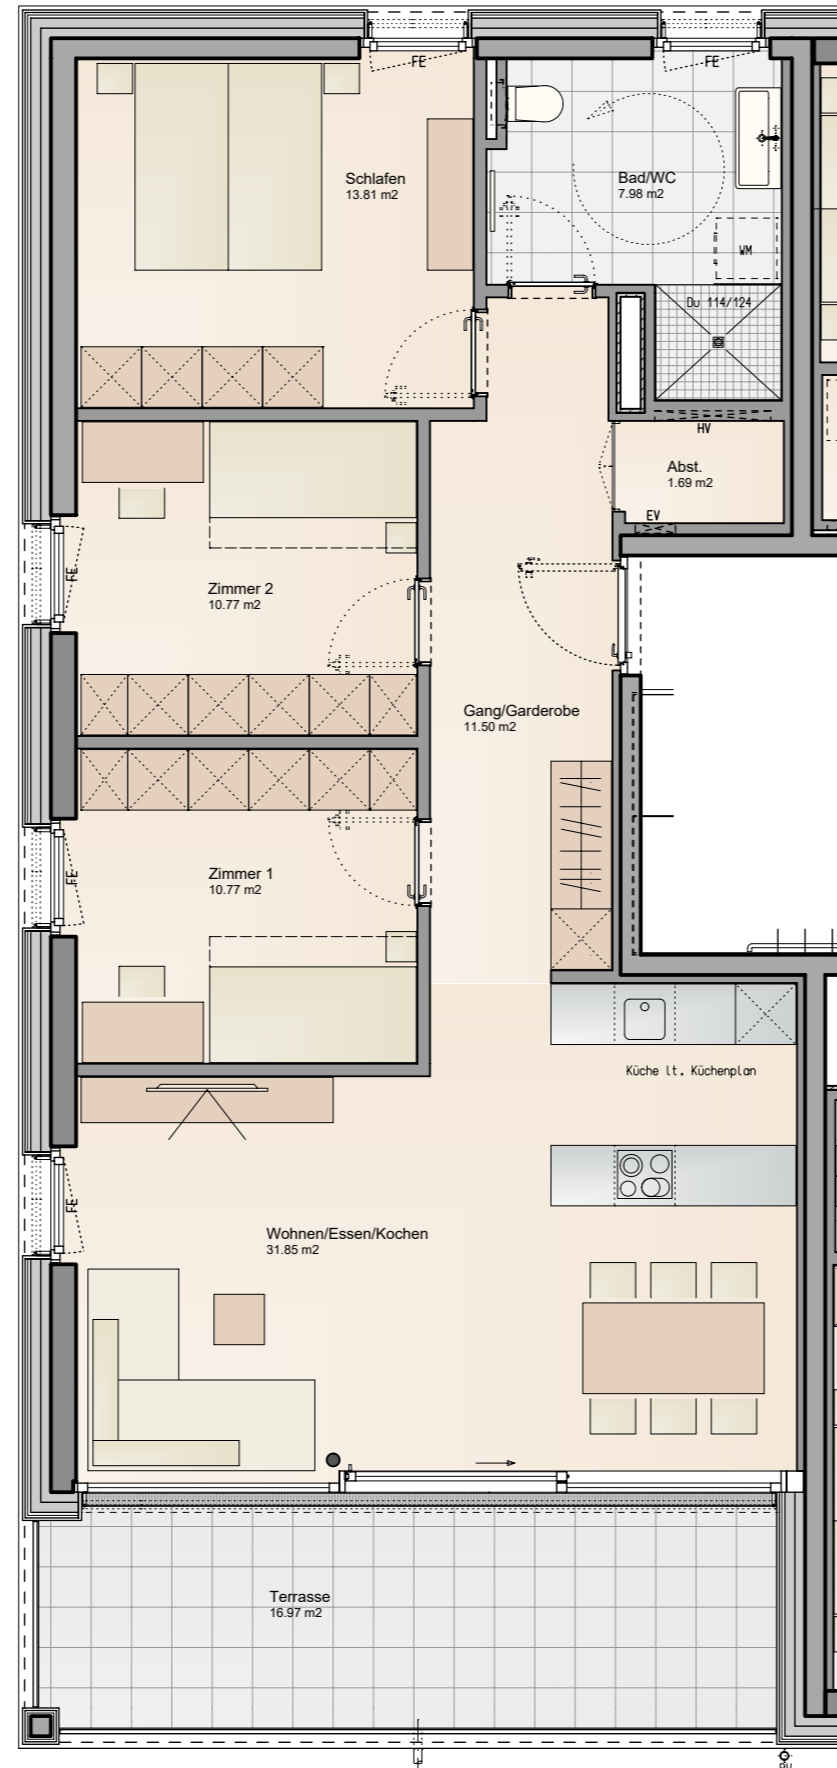 FE
FE
Schlafen
13.81 m2
Bad/WC
7.98 m2
WM
Du 114/124
HV
Abst.
1.69 m2
EV
FE
Zimmer 2
10.77 m2
Gang/Garderobe
11.50 m2
FE
Zimmer 1
10.77 m2
Küche lt. Küchenplan
FE
Wohnen/Essen/Kochen
31.85 m2
Terrasse
16.97 m2